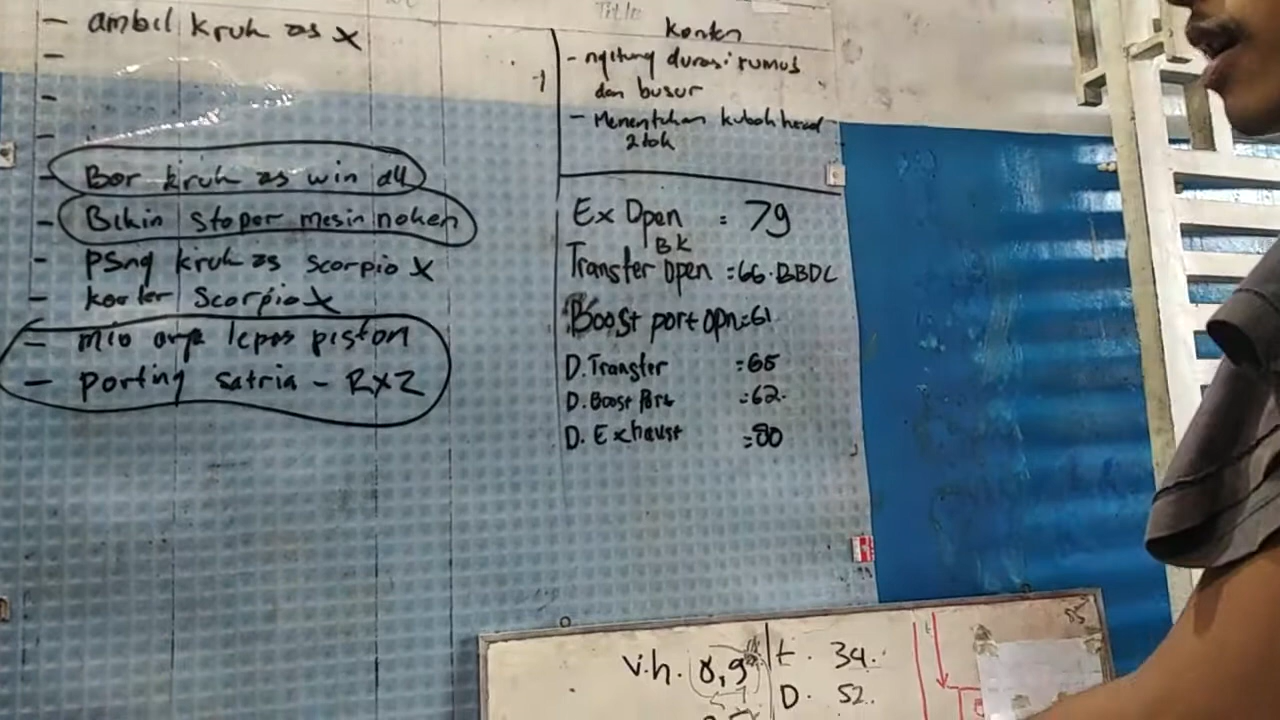 Title
- ambil kruk as x
-
-
-
- Bor kruk as win all
- Bikin stoper mesin noken
- psng kruk as scorpio x
- korter Scorpio x
- mio lepas piston
- porting satria - RXZ
konten
- ngitung durasi rumus
dan busur
- Menentukan kubah head
2 tak
Ex Open : 79
BK
Transfer Open : 66. BBDC
Boost port opn : 61
D. Transfer : 65
D. Boost Port : 62.
D. Exhaust : 80
V.h. 8,9
t. 34.
D. 52.